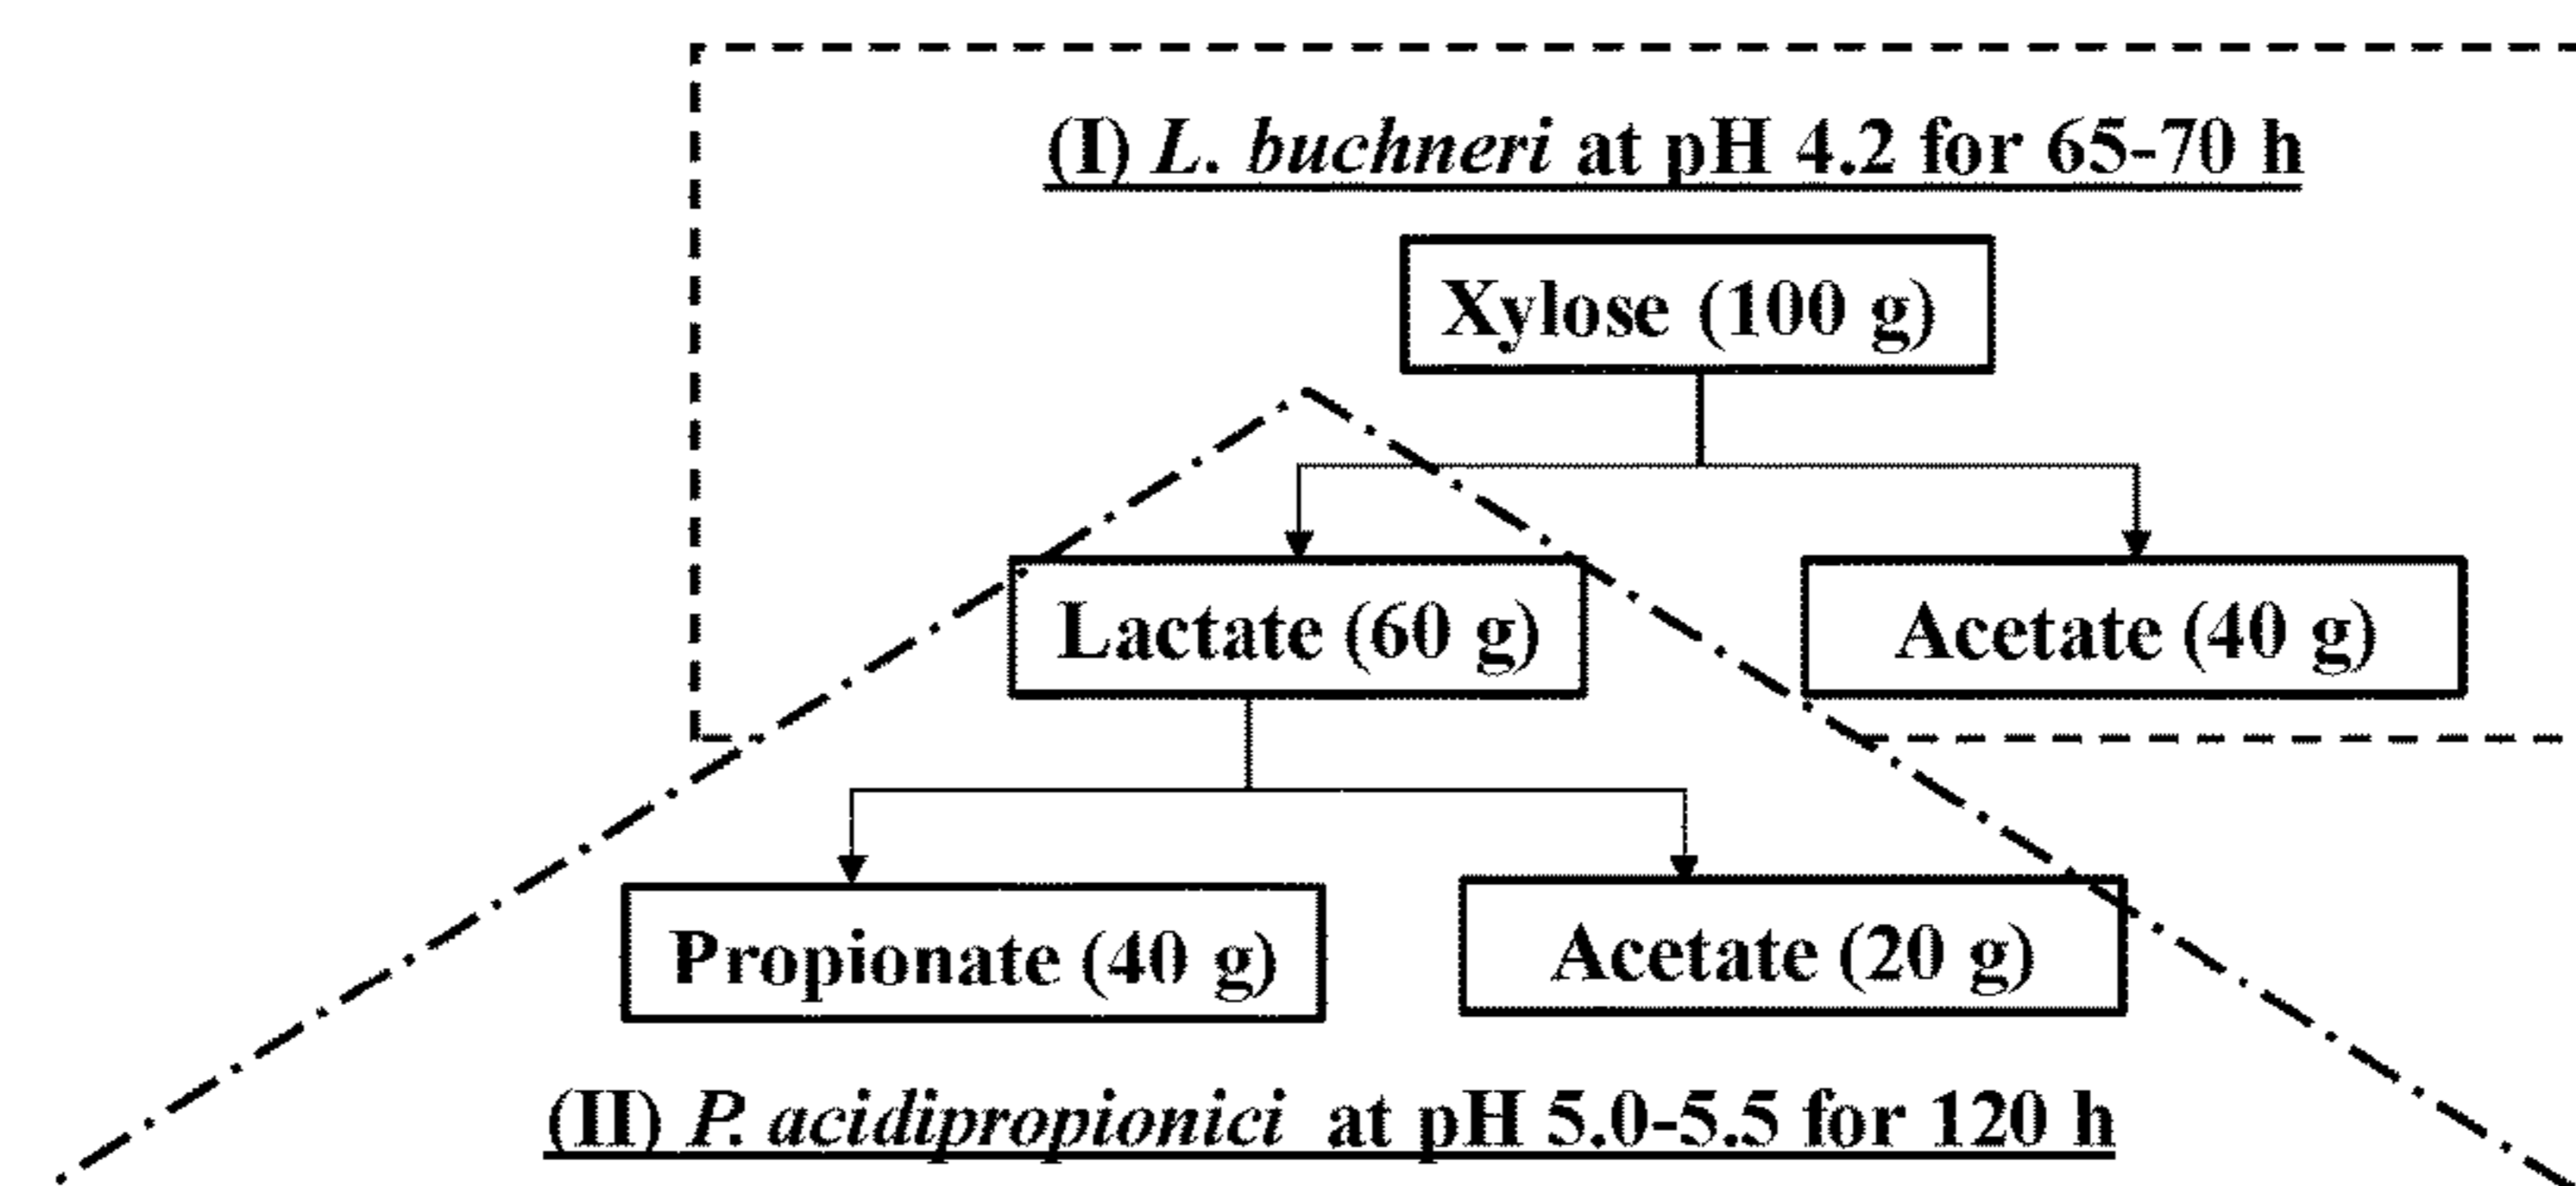 (I) L. buchneri at pH 4.2 for 65-70 h
Xylose (100 g)
Lactate (60 g)
Acetate (40 g)
Propionate (40 g)
Acetate (20 g)
(II) P. acidipropionici at pH 5.0-5.5 for 120 h